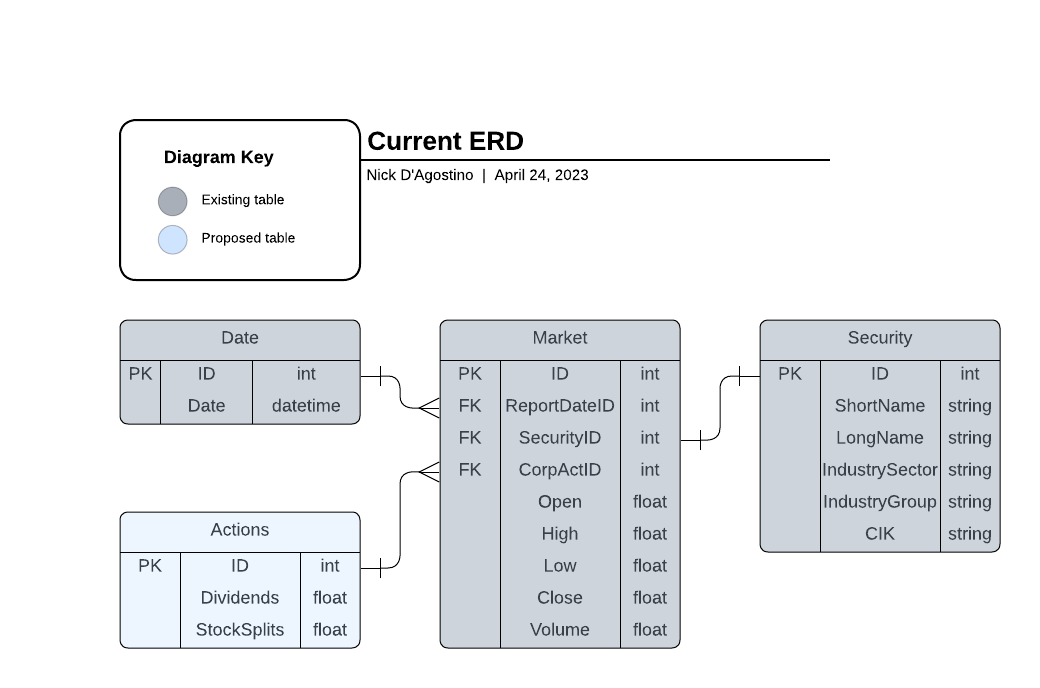 Current ERD
Nick D'Agostino | April 24, 2023
Diagram Key
Existing table
Proposed table
Date
PK ID int
Date datetime
Actions
PK ID int
Dividends float
StockSplits float
Market
PK ID int
FK ReportDateID int
FK SecurityID int
FK CorpActID int
Open float
High float
Low float
Close float
Volume float
Security
PK ID int
ShortName string
LongName string
IndustrySector string
IndustryGroup string
CIK string